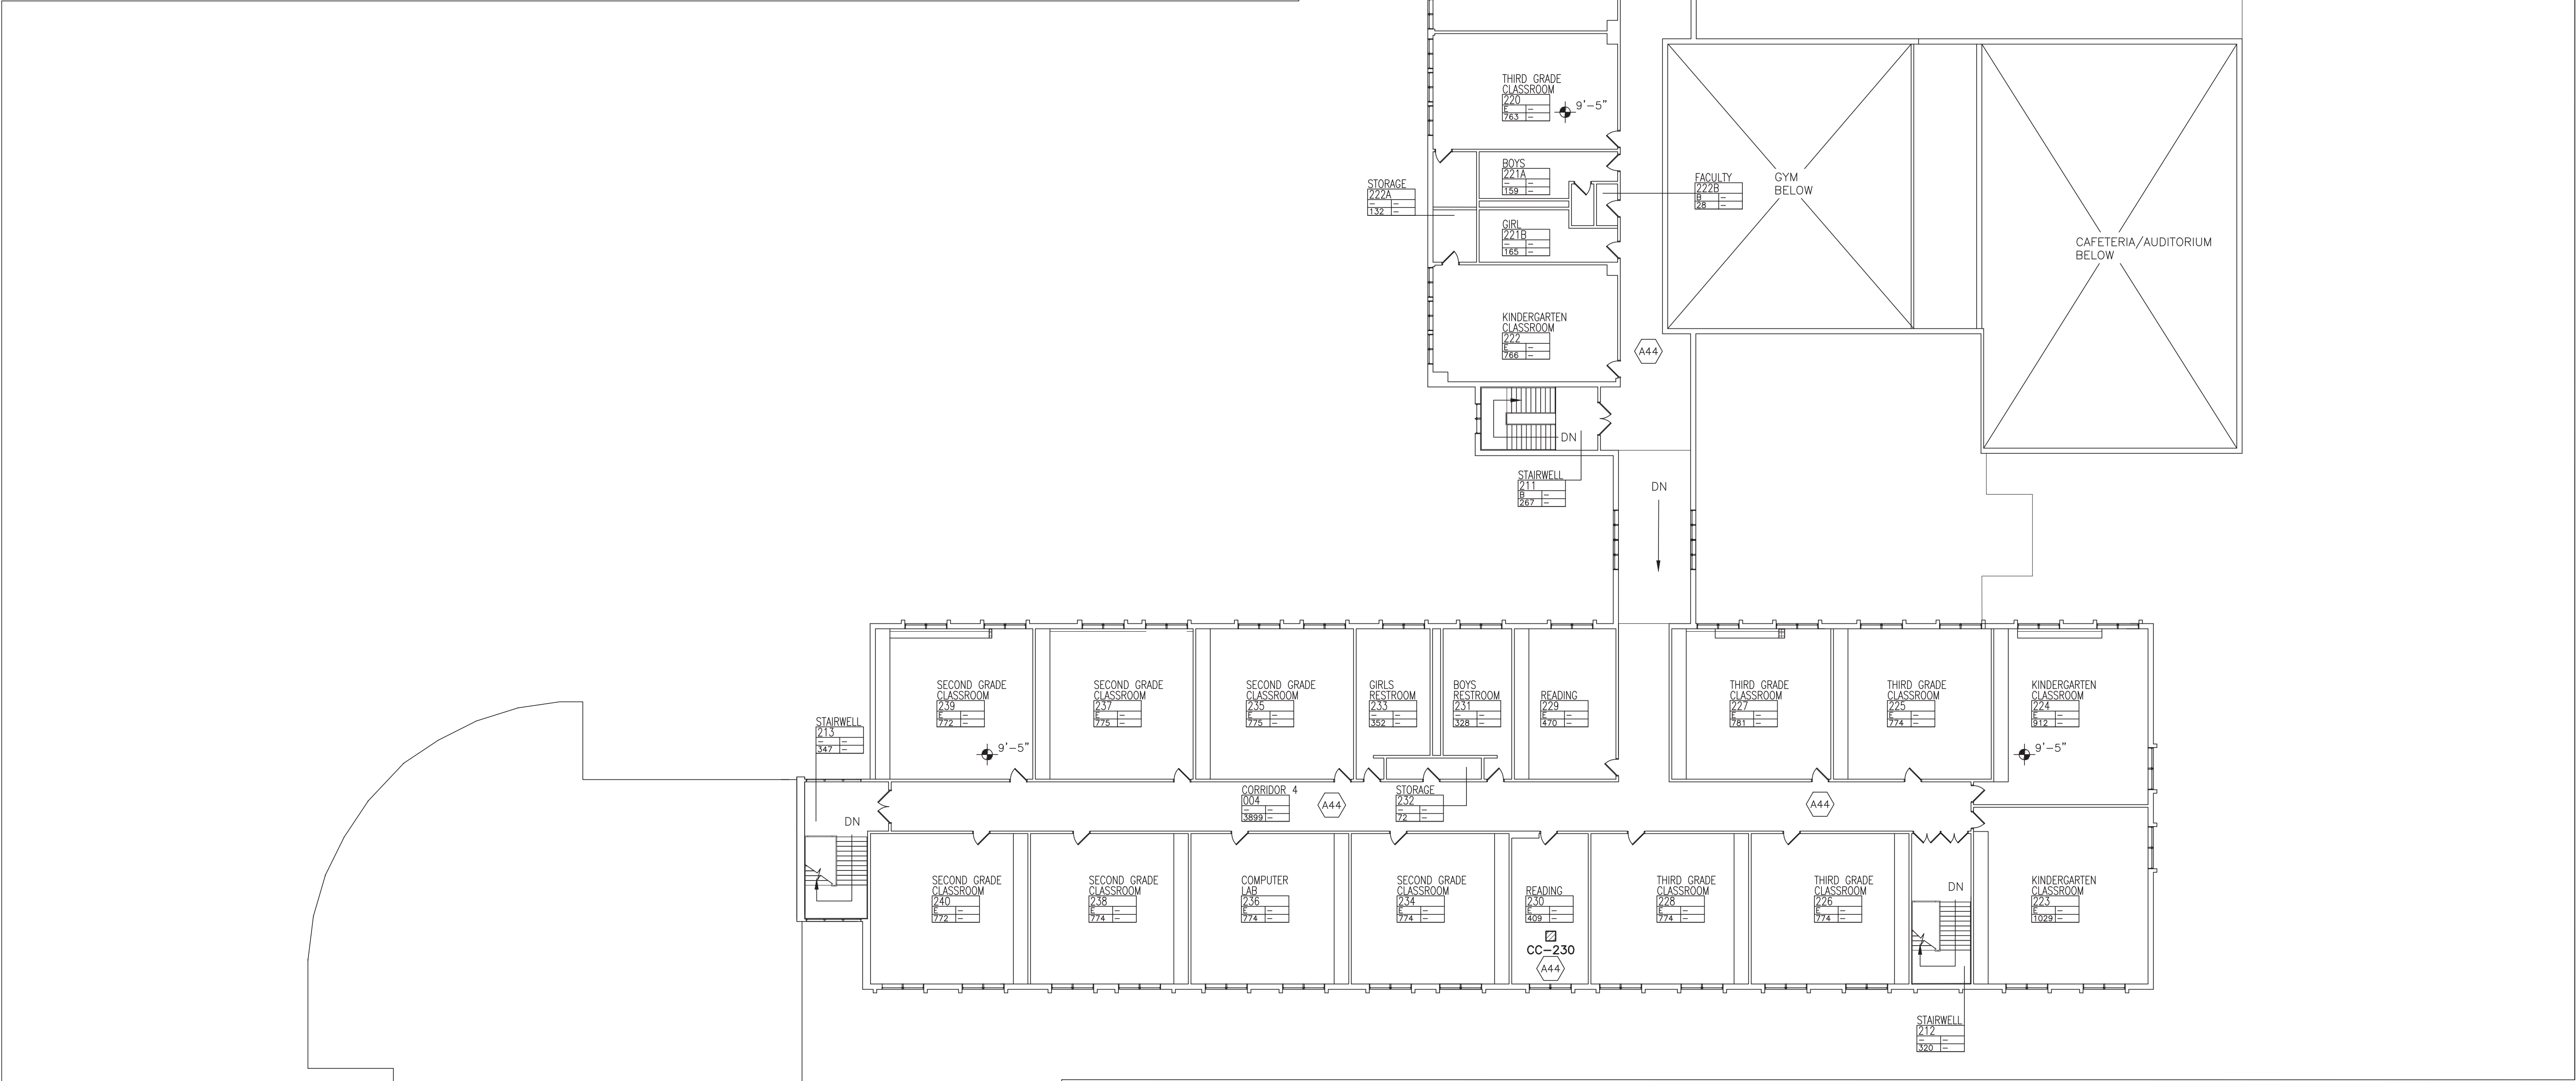 THIRD GRADE
CLASSROOM
220
E -
763 -
9'-5"
BOYS
221A
- -
159 -
STORAGE
222A
- -
132 -
FACULTY
222B
B -
28 -
GYM
BELOW
CAFETERIA/AUDITORIUM
BELOW
GIRL
221B
- -
165 -
KINDERGARTEN
CLASSROOM
222
E -
766 -
A44
DN
STAIRWELL
211
B -
267 -
DN
SECOND GRADE
CLASSROOM
239
E -
772 -
9'-5"
SECOND GRADE
CLASSROOM
237
E -
775 -
SECOND GRADE
CLASSROOM
235
E -
775 -
GIRLS
RESTROOM
233
- -
352 -
BOYS
RESTROOM
231
- -
328 -
READING
229
E -
470 -
THIRD GRADE
CLASSROOM
227
E -
781 -
THIRD GRADE
CLASSROOM
225
E -
774 -
KINDERGARTEN
CLASSROOM
224
E -
912 -
9'-5"
STAIRWELL
213
- -
347 -
DN
CORRIDOR 4
004
- -
3899 -
A44
STORAGE
232
- -
72 -
A44
SECOND GRADE
CLASSROOM
240
E -
772 -
SECOND GRADE
CLASSROOM
238
E -
774 -
COMPUTER
LAB
236
E -
774 -
SECOND GRADE
CLASSROOM
234
E -
774 -
READING
230
E -
409 -
CC-230
A44
THIRD GRADE
CLASSROOM
228
E -
774 -
THIRD GRADE
CLASSROOM
226
E -
774 -
DN
KINDERGARTEN
CLASSROOM
223
E -
1029 -
STAIRWELL
212
- -
320 -